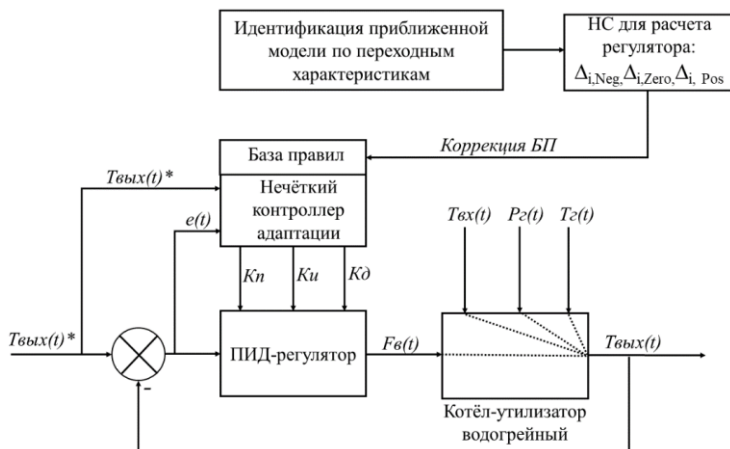 Идентификация приближенной
модели по переходным
характеристикам
НС для расчета
регулятора:
Δi,Neg,Δi,Zero,Δi, Pos
База правил
Коррекция БП
Tвых(t)*
Нечёткий
контроллер
адаптации
e(t)
Tвх(t)
Pг(t)
Tг(t)
Kп
Kи
Kд
Tвых(t)*
ПИД-регулятор
Fв(t)
Tвых(t)
-
Котёл-утилизатор
водогрейный